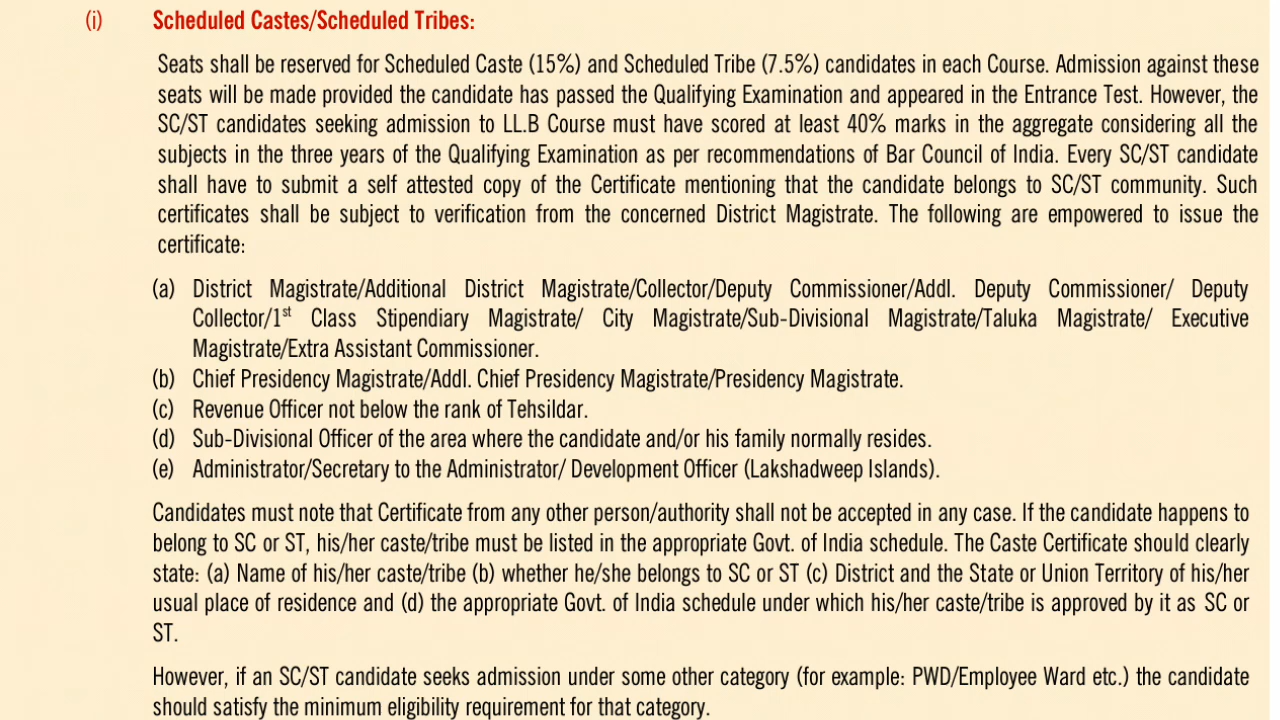 (i) Scheduled Castes/Scheduled Tribes:
Seats shall be reserved for Scheduled Caste (15%) and Scheduled Tribe (7.5%) candidates in each Course. Admission against these
seats will be made provided the candidate has passed the Qualifying Examination and appeared in the Entrance Test. However, the
SC/ST candidates seeking admission to LL.B Course must have scored at least 40% marks in the aggregate considering all the
subjects in the three years of the Qualifying Examination as per recommendations of Bar Council of India. Every SC/ST candidate
shall have to submit a self attested copy of the Certificate mentioning that the candidate belongs to SC/ST community. Such
certificates shall be subject to verification from the concerned District Magistrate. The following are empowered to issue the
certificate:
(a) District Magistrate/Additional District Magistrate/Collector/Deputy Commissioner/Addl. Deputy Commissioner/ Deputy
Collector/1st Class Stipendiary Magistrate/ City Magistrate/Sub-Divisional Magistrate/Taluka Magistrate/ Executive
Magistrate/Extra Assistant Commissioner.
(b) Chief Presidency Magistrate/Addl. Chief Presidency Magistrate/Presidency Magistrate.
(c) Revenue Officer not below the rank of Tehsildar.
(d) Sub-Divisional Officer of the area where the candidate and/or his family normally resides.
(e) Administrator/Secretary to the Administrator/ Development Officer (Lakshadweep Islands).
Candidates must note that Certificate from any other person/authority shall not be accepted in any case. If the candidate happens to
belong to SC or ST, his/her caste/tribe must be listed in the appropriate Govt. of India schedule. The Caste Certificate should clearly
state: (a) Name of his/her caste/tribe (b) whether he/she belongs to SC or ST (c) District and the State or Union Territory of his/her
usual place of residence and (d) the appropriate Govt. of India schedule under which his/her caste/tribe is approved by it as SC or
ST.
However, if an SC/ST candidate seeks admission under some other category (for example: PWD/Employee Ward etc.) the candidate
should satisfy the minimum eligibility requirement for that category.